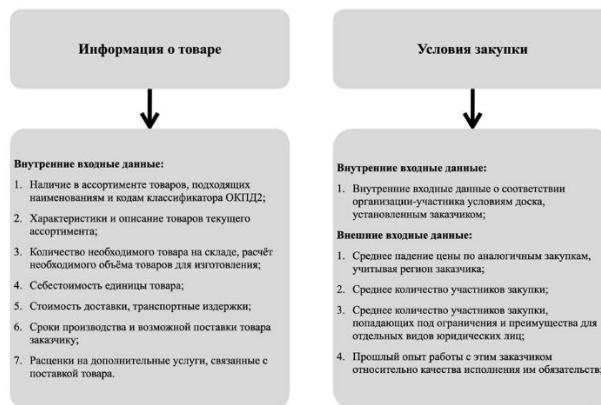 Информация о товаре
Внутренние входные данные:
1. Наличие в ассортименте товаров, подходящих
наименованиям и кодам классификатора ОКПД2;
2. Характеристики и описание товаров текущего
ассортимента;
3. Количество необходимого товара на складе, расчёт
необходимого объёма товаров для изготовления;
4. Себестоимость единицы товара;
5. Стоимость доставки, транспортные издержки;
6. Сроки производства и возможной поставки товара
заказчику;
7. Расценки на дополнительные услуги, связанные с
поставкой товара.
Условия закупки
Внутренние входные данные:
1. Внутренние входные данные о соответствии
организации-участника условиям доска,
установленным заказчиком;
Внешние входные данные:
1. Среднее падение цены по аналогичным закупкам,
учитывая регион заказчика;
2. Среднее количество участников закупки;
3. Среднее количество участников закупки,
попадающих под ограничения и преимущества для
отдельных видов юридических лиц;
4. Прошлый опыт работы с этим заказчиком
относительно качества исполнения им обязательств;